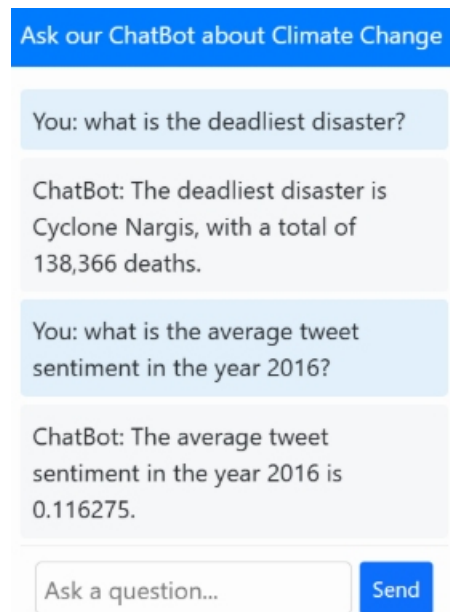 Ask our ChatBot about Climate Change
You: what is the deadliest disaster?
ChatBot: The deadliest disaster is
Cyclone Nargis, with a total of
138,366 deaths.
You: what is the average tweet
sentiment in the year 2016?
ChatBot: The average tweet
sentiment in the year 2016 is
0.116275.
Ask a question...
Send